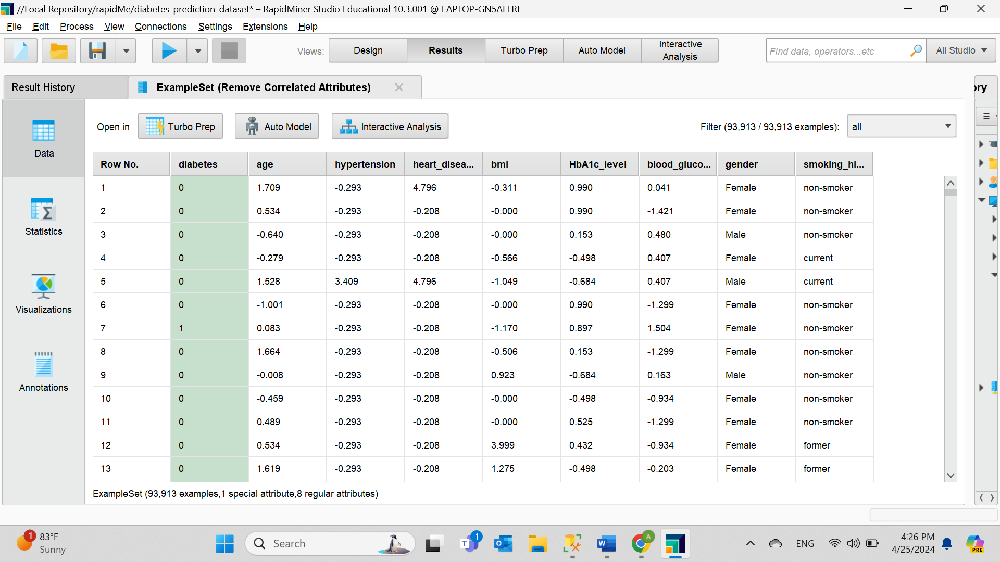 //Local Repository/rapidMe/diabetes_prediction_dataset* – RapidMiner Studio Educational 10.3.001 @ LAPTOP-GN5ALFRE
File Edit Process View Connections Settings Extensions Help
Views: Design Results Turbo Prep Auto Model Interactive Analysis Find data, operators...etc All Studio
Result History ExampleSet (Remove Correlated Attributes) ory
Open in Turbo Prep Auto Model Interactive Analysis Filter (93,913 / 93,913 examples): all
Data
Statistics
Visualizations
Annotations
Row No. diabetes age hypertension heart_disea... bmi HbA1c_level blood_gluco... gender smoking_hi...
1 0 1.709 -0.293 4.796 -0.311 0.990 0.041 Female non-smoker
2 0 0.534 -0.293 -0.208 -0.000 0.990 -1.421 Female non-smoker
3 0 -0.640 -0.293 -0.208 -0.000 0.153 0.480 Male non-smoker
4 0 -0.279 -0.293 -0.208 -0.566 -0.498 0.407 Female current
5 0 1.528 3.409 4.796 -1.049 -0.684 0.407 Male current
6 0 -1.001 -0.293 -0.208 -0.000 0.990 -1.299 Female non-smoker
7 1 0.083 -0.293 -0.208 -1.170 0.897 1.504 Female non-smoker
8 0 1.664 -0.293 -0.208 -0.506 0.153 -1.299 Female non-smoker
9 0 -0.008 -0.293 -0.208 0.923 -0.684 0.163 Male non-smoker
10 0 -0.459 -0.293 -0.208 -0.000 -0.498 -0.934 Female non-smoker
11 0 0.489 -0.293 -0.208 -0.000 0.525 -1.299 Female non-smoker
12 0 0.534 -0.293 -0.208 3.999 0.432 -0.934 Female former
13 0 1.619 -0.293 -0.208 1.275 -0.498 -0.203 Female former
ExampleSet (93,913 examples,1 special attribute,8 regular attributes)
1 83°F
Sunny
Search
T 1
O
W
A
ENG
4:26 PM
4/25/2024
PRE